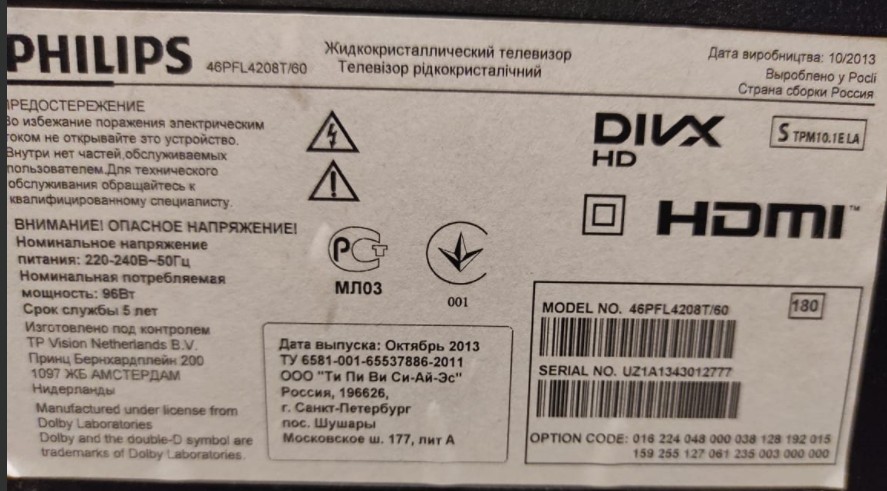 PHILIPS
46PFL4208T/60
Жидкокристаллический телевизор
Телевізор рідкокристалічний
Дата виробництва: 10/2013
Выроблено у Росії
Страна сборки Россия
ПРЕДОСТЕРЕЖЕНИЕ
Во избежание поражения электрическим
током не открывайте это устройство.
Внутри нет частей,обслуживаемых
пользователем.Для технического
обслуживания обращайтесь к
квалифицированному специалисту.
ВНИМАНИЕ! ОПАСНОЕ НАПРЯЖЕНИЕ!
Номинальное напряжение
питания: 220-240В~50Гц
Номинальная потребляемая
мощность: 96Вт
Срок службы 5 лет
Изготовлено под контролем
TP Vision Netherlands B.V.
Принц Бернхардплейн 200
1097 ЖБ АМСТЕРДАМ
Нидерланды
Manufactured under license from
Dolby Laboratories
Dolby and the double-D symbol are
trademarks of Dolby Laboratories.
РСТ
МЛ03
001
DIVX
HD
S TPM10.1E LA
HDMI™
Дата выпуска: Октябрь 2013
ТУ 6581-001-65537886-2011
ООО "Ти Пи Ви Си-Ай-Эс"
Россия, 196626,
г. Санкт-Петербург
пос. Шушары
Московское ш. 177, лит А
MODEL NO. 46PFL4208T/60
180
SERIAL NO. UZ1A1343012777
OPTION CODE: 016 224 048 000 038 128 192 015
159 255 127 061 235 003 000 000